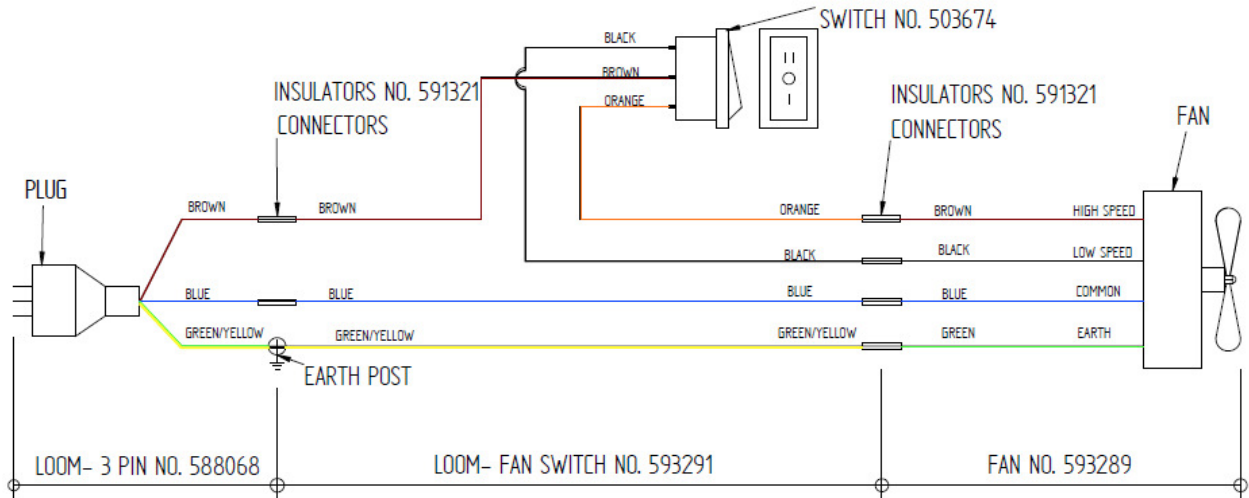 SWITCH NO. 503674
BLACK
BROWN
ORANGE
II
O
I
INSULATORS NO. 591321
CONNECTORS
INSULATORS NO. 591321
CONNECTORS
FAN
PLUG
BROWN
BROWN
ORANGE
BROWN
HIGH SPEED
BLACK
BLACK
LOW SPEED
BLUE
BLUE
BLUE
BLUE
COMMON
GREEN/YELLOW
GREEN/YELLOW
GREEN/YELLOW
GREEN
EARTH
EARTH POST
LOOM- 3 PIN NO. 588068
LOOM- FAN SWITCH NO. 593291
FAN NO. 593289